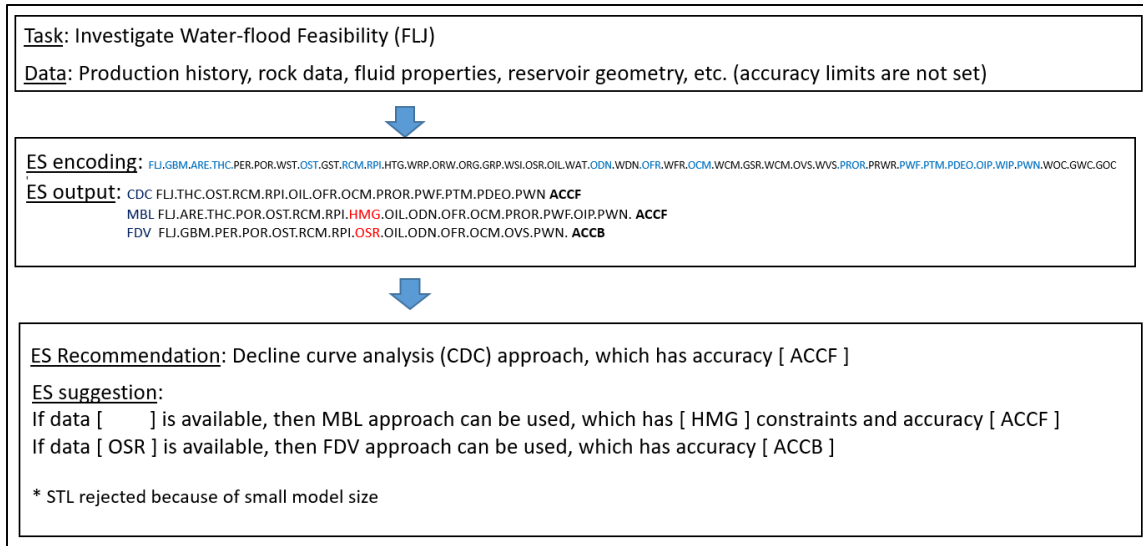 Task: Investigate Water-flood Feasibility (FLJ)
Data: Production history, rock data, fluid properties, reservoir geometry, etc. (accuracy limits are not set)
ES encoding: FLJ.GBM.ARE.THC.PER.POR.WST.OST.GST.RCM.RPI.HTG.WRP.ORW.ORG.GRP.WSI.OSR.OIL.WAT.ODN.WDN.OFR.WFR.OCM.WCM.GSR.WCM.OVS.WVS.PROR.PRWR.PWF.PTM.PDEO.OIP.WIP.PWN.WOC.GWC.GOC
ES output: CDC FLJ.THC.OST.RCM.RPI.OIL.OFR.OCM.PROR.PWF.PTM.PDEO.PWN ACCF
MBL FLJ.ARE.THC.POR.OST.RCM.RPI.HMG.OIL.ODN.OFR.OCM.PROR.PWF.OIP.PWN. ACCF
FDV FLJ.GBM.PER.POR.OST.RCM.RPI.OSR.OIL.ODN.OFR.OCM.OVS.PWN. ACCB
ES Recommendation: Decline curve analysis (CDC) approach, which has accuracy [ ACCF ]
ES suggestion:
If data [ ] is available, then MBL approach can be used, which has [ HMG ] constraints and accuracy [ ACCF ]
If data [ OSR ] is available, then FDV approach can be used, which has accuracy [ ACCB ]
* STL rejected because of small model size